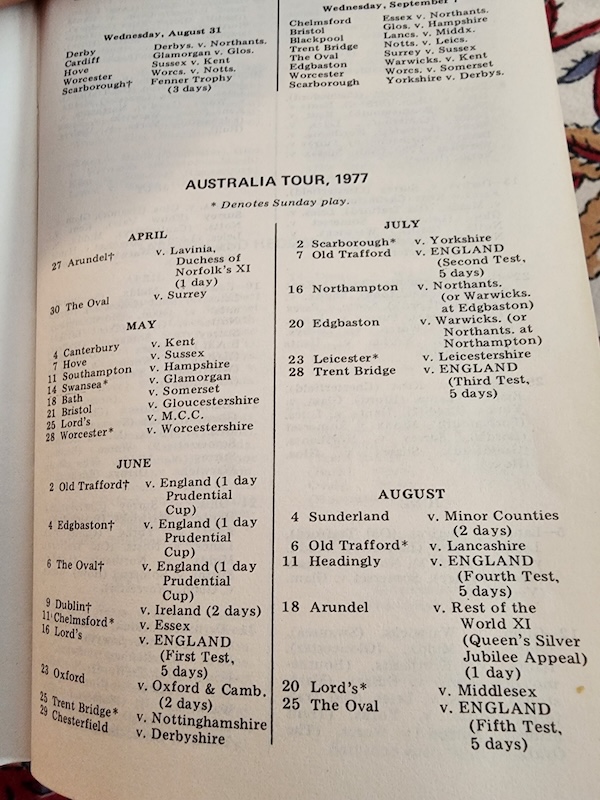 Wednesday, August 31
Derby Derbys. v. Northants.
Cardiff Glamorgan v. Glos.
Hove Sussex v. Kent
Worcester Worcs. v. Notts.
Scarborough† Fenner Trophy
(3 days)
Wednesday, September 7
Chelmsford Essex v. Northants.
Bristol Glos. v. Hampshire
Blackpool Lancs. v. Middx.
Trent Bridge Notts. v. Leics.
The Oval Surrey v. Sussex
Edgbaston Warwicks. v. Kent
Worcester Worcs. v. Somerset
Scarborough Yorkshire v. Derbys.
AUSTRALIA TOUR, 1977
* Denotes Sunday play.
APRIL
27 Arundel† v. Lavinia,
Duchess of
Norfolk's XI
(1 day)
30 The Oval v. Surrey
MAY
4 Canterbury v. Kent
7 Hove v. Sussex
11 Southampton v. Hampshire
14 Swansea* v. Glamorgan
18 Bath v. Somerset
21 Bristol v. Gloucestershire
25 Lord's v. M.C.C.
28 Worcester* v. Worcestershire
JUNE
2 Old Trafford† v. England (1 day
Prudential
Cup)
4 Edgbaston† v. England (1 day
Prudential
Cup)
6 The Oval† v. England (1 day
Prudential
Cup)
9 Dublin† v. Ireland (2 days)
11 Chelmsford* v. Essex
16 Lord's v. ENGLAND
(First Test,
5 days)
23 Oxford v. Oxford & Camb.
(2 days)
25 Trent Bridge* v. Nottinghamshire
29 Chesterfield v. Derbyshire
JULY
2 Scarborough* v. Yorkshire
7 Old Trafford v. ENGLAND
(Second Test,
5 days)
16 Northampton v. Northants.
(or Warwicks.
at Edgbaston)
20 Edgbaston v. Warwicks. (or
Northants. at
Northampton)
23 Leicester* v. Leicestershire
28 Trent Bridge v. ENGLAND
(Third Test,
5 days)
AUGUST
4 Sunderland v. Minor Counties
(2 days)
6 Old Trafford* v. Lancashire
11 Headingly v. ENGLAND
(Fourth Test,
5 days)
18 Arundel v. Rest of the
World XI
(Queen's Silver
Jubilee Appeal)
(1 day)
20 Lord's* v. Middlesex
25 The Oval v. ENGLAND
(Fifth Test,
5 days)